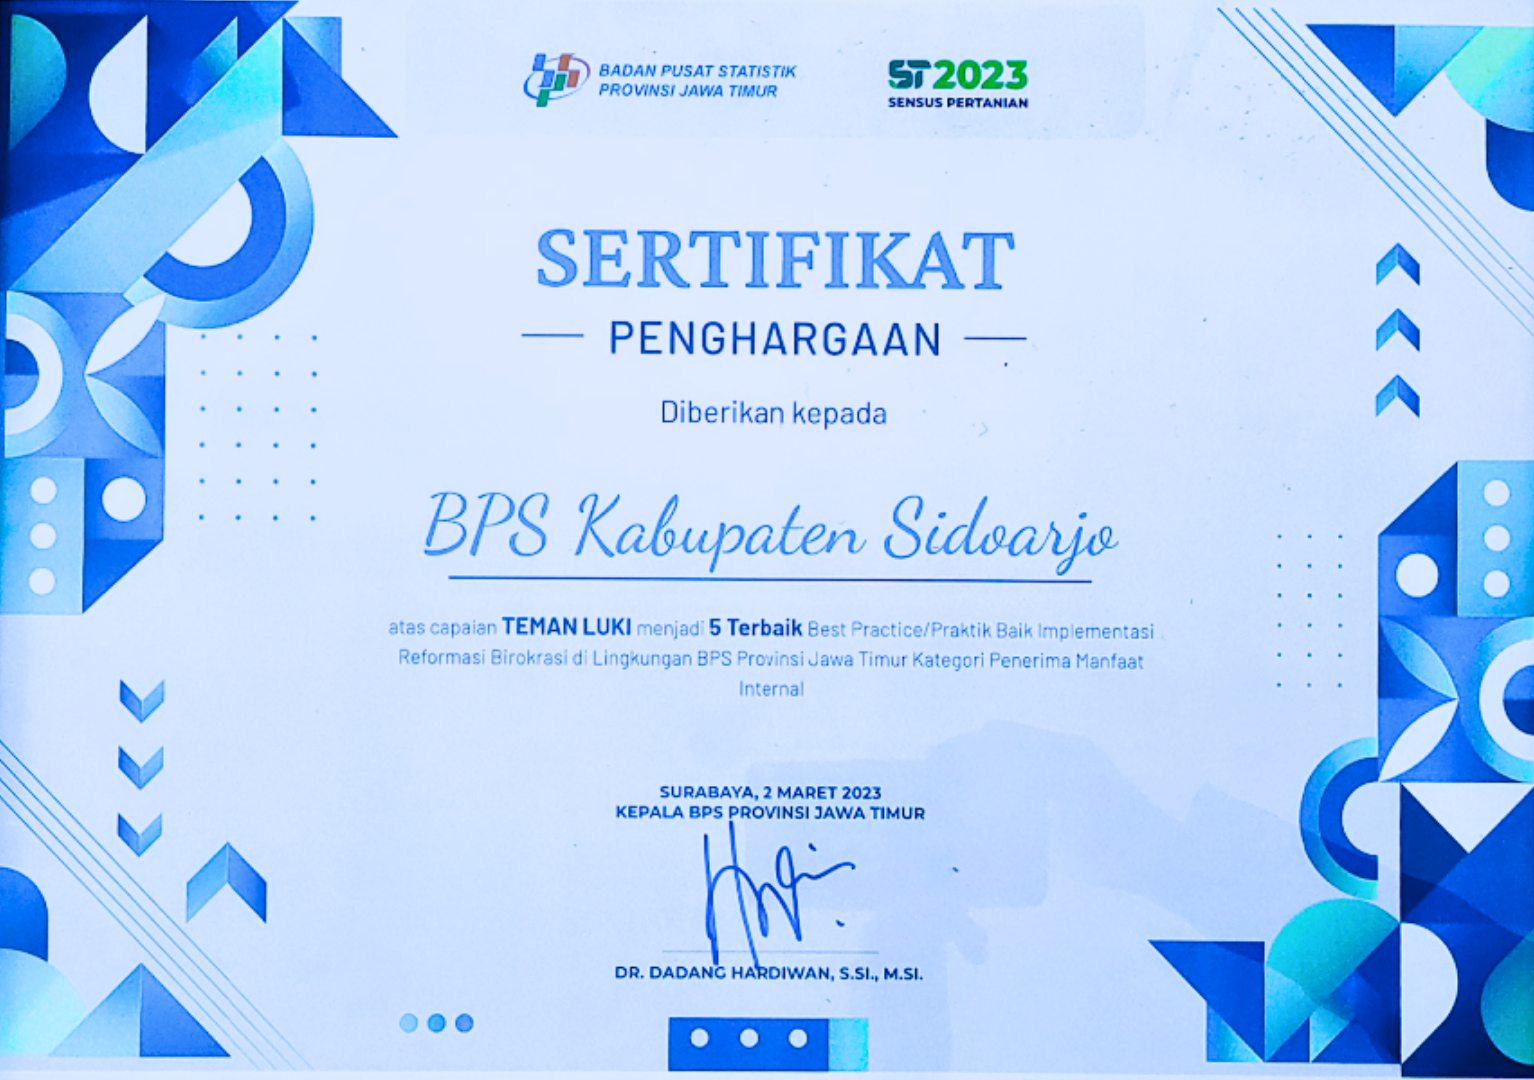 BADAN PUSAT STATISTIK
PROVINSI JAWA TIMUR
ST2023
SENSUS PERTANIAN
SERTIFIKAT
PENGHARGAAN
Diberikan kepada
BPS Kabupaten Sidoarjo
atas capaian TEMAN LUKI menjadi 5 Terbaik Best Practice/Praktik Baik Implementasi
Reformasi Birokrasi di Lingkungan BPS Provinsi Jawa Timur Kategori Penerima Manfaat
Internal
SURABAYA, 2 MARET 2023
KEPALA BPS PROVINSI JAWA TIMUR
DR. DADANG HARDIWAN, S.SI., M.SI.